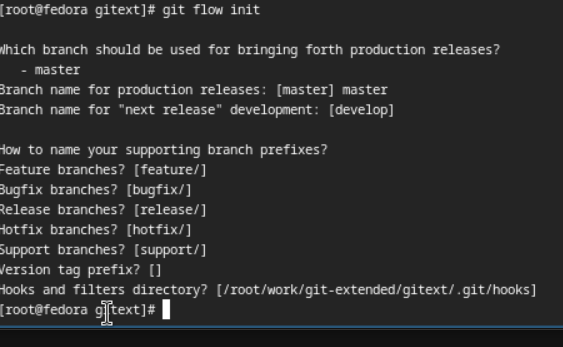 [root@fedora gitext]# git flow init
Which branch should be used for bringing forth production releases?
- master
Branch name for production releases: [master] master
Branch name for "next release" development: [develop]
How to name your supporting branch prefixes?
Feature branches? [feature/]
Bugfix branches? [bugfix/]
Release branches? [release/]
Hotfix branches? [hotfix/]
Support branches? [support/]
Version tag prefix? []
Hooks and filters directory? [/root/work/git-extended/gitext/.git/hooks]
[root@fedora gitext]#